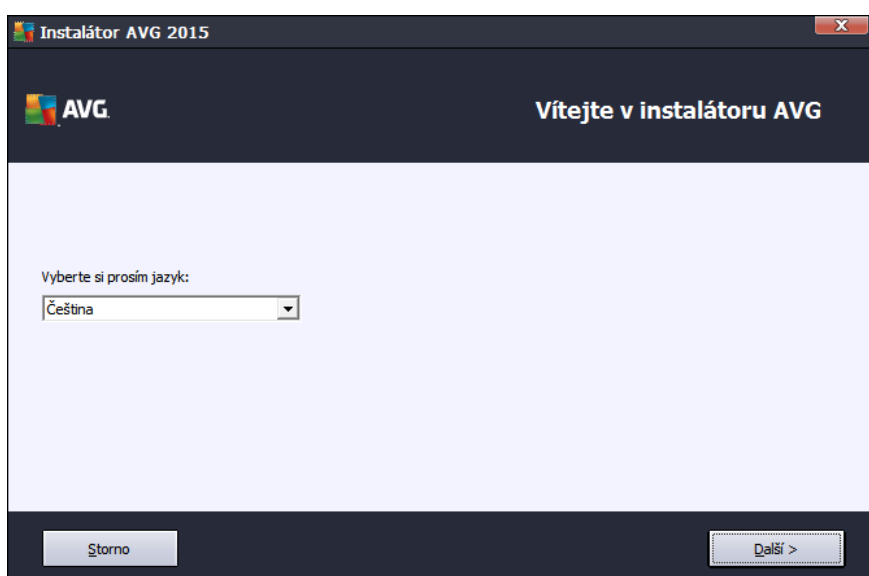 Instalátor AVG 2015
AVG.
Vítejte v instalátoru AVG
Vyberte si prosím jazyk:
Čeština
Storno
Další >